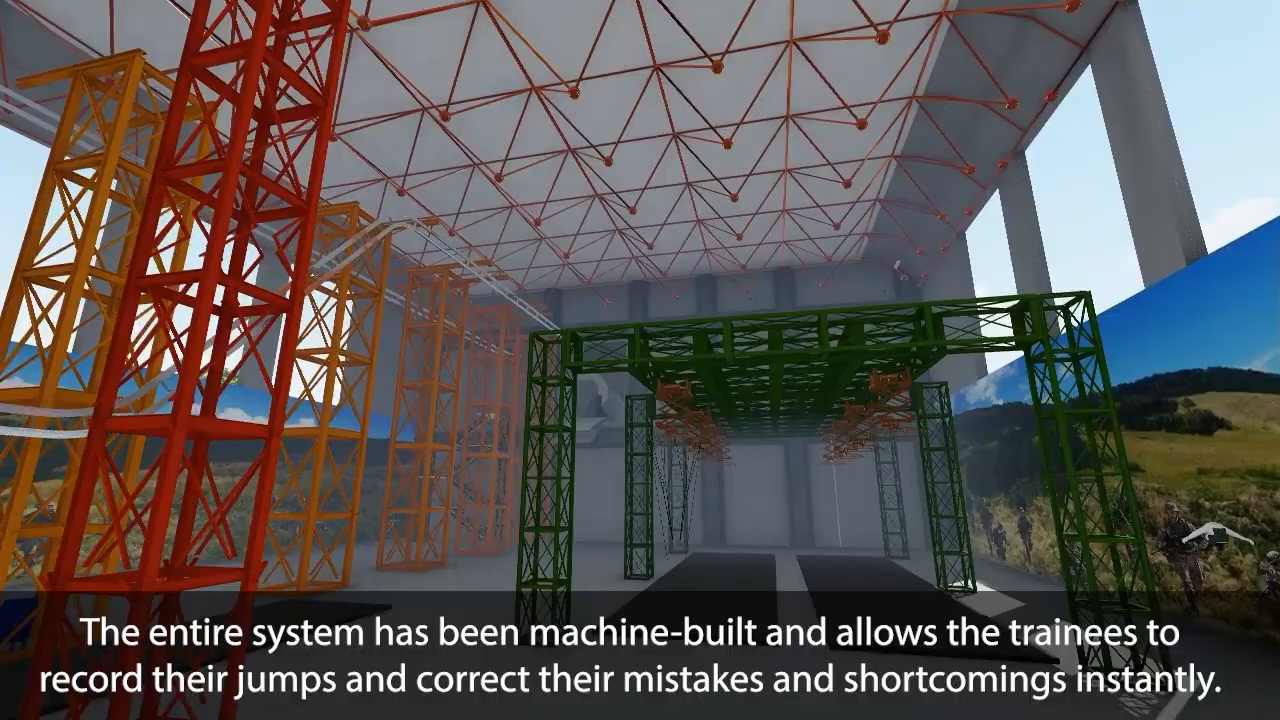 The entire system has been machine-built and allows the trainees to
record their jumps and correct their mistakes and shortcomings instantly.